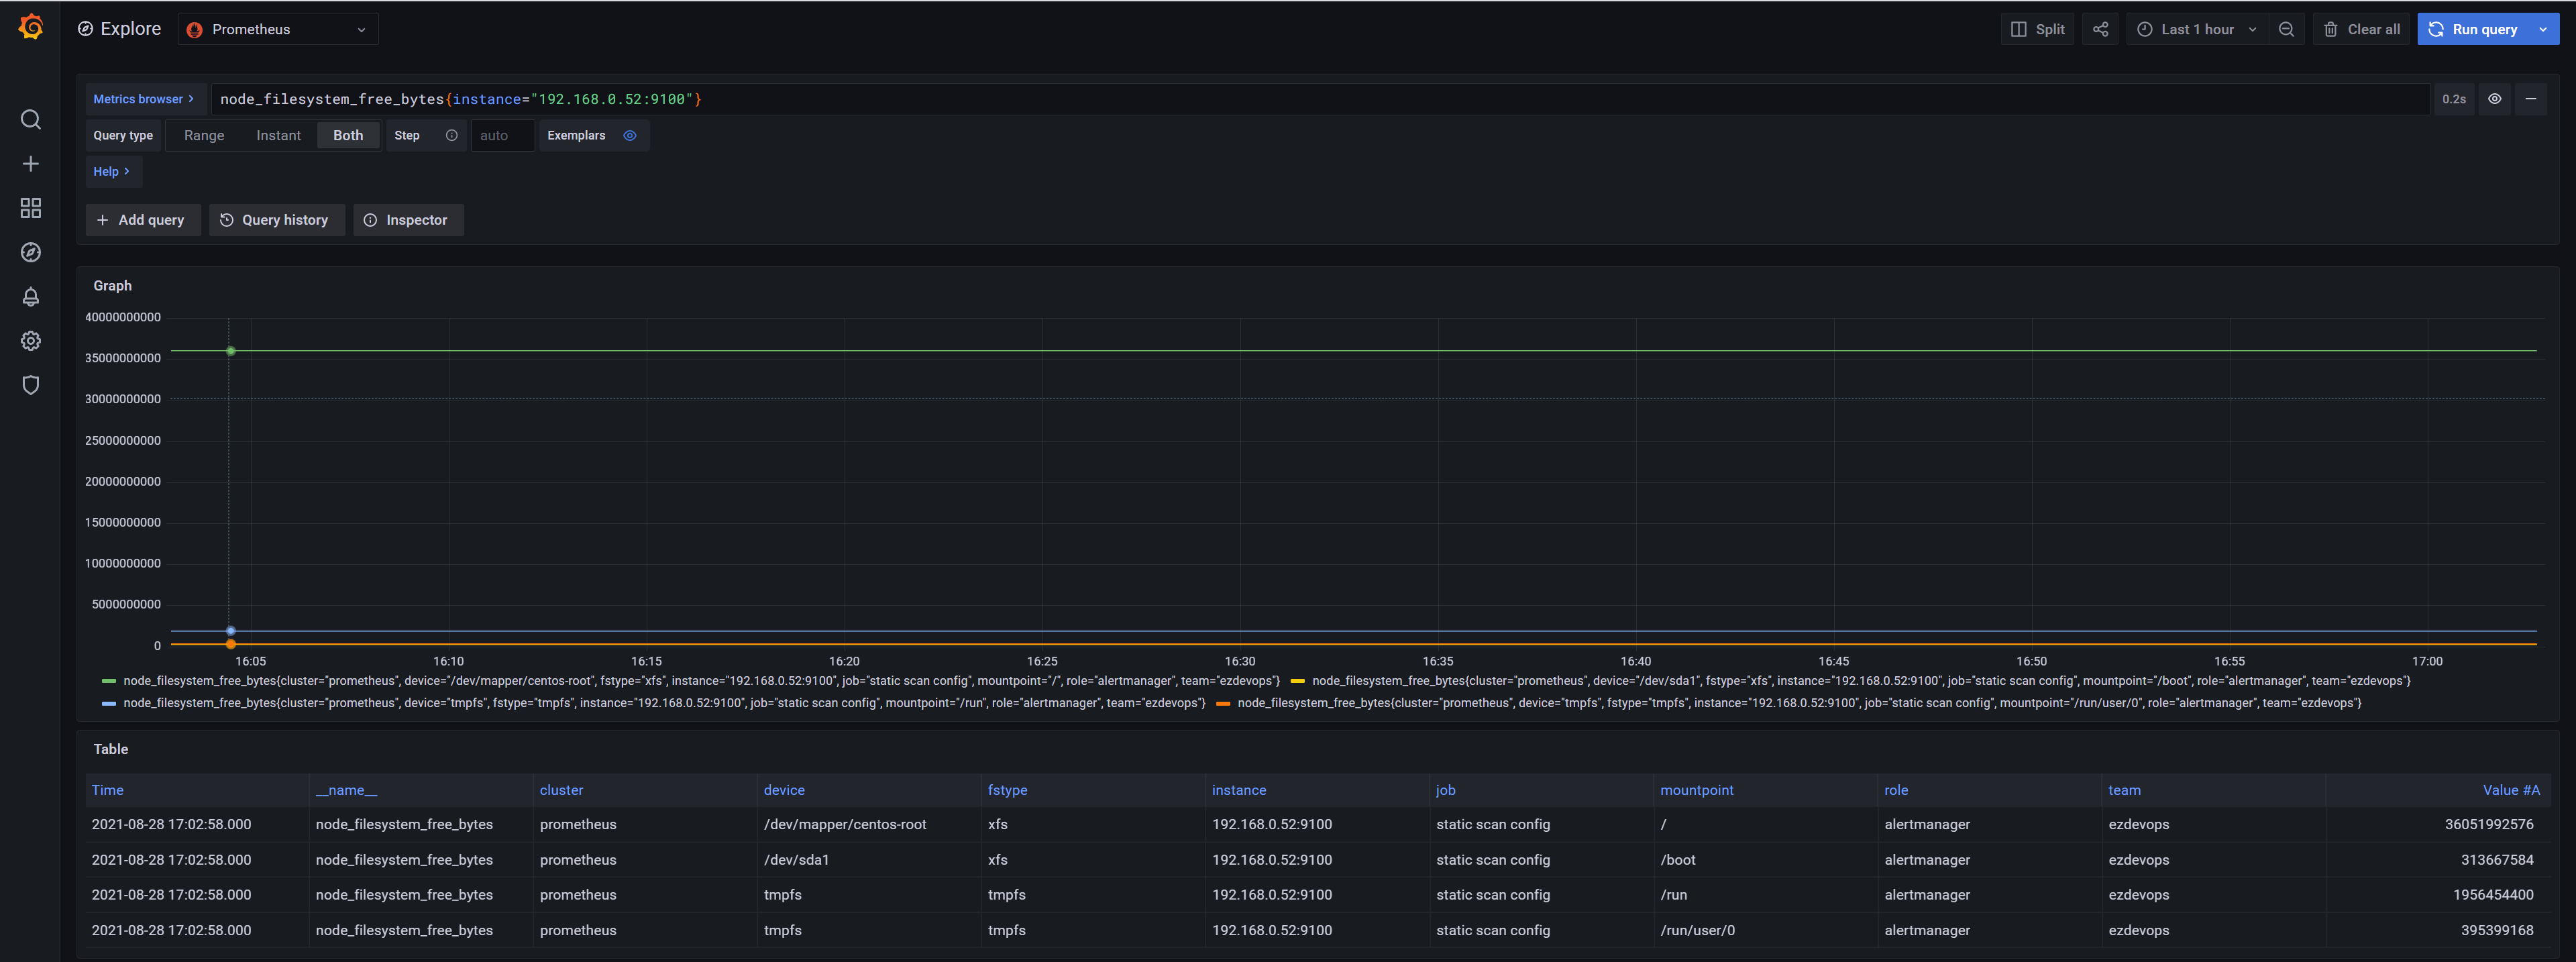 Explore Prometheus Split Last 1 hour Clear all Run query
Metrics browser > node_filesystem_free_bytes{instance="192.168.0.52:9100"} 0.2s
Query type Range Instant Both Step auto Exemplars
Help >
+ Add query Query history Inspector
Graph
40000000000
35000000000
30000000000
25000000000
20000000000
15000000000
10000000000
5000000000
0
16:05 16:10 16:15 16:20 16:25 16:30 16:35 16:40 16:45 16:50 16:55 17:00
node_filesystem_free_bytes{cluster="prometheus", device="/dev/mapper/centos-root", fstype="xfs", instance="192.168.0.52:9100", job="static scan config", mountpoint="/", role="alertmanager", team="ezdevops"} node_filesystem_free_bytes{cluster="prometheus", device="/dev/sda1", fstype="xfs", instance="192.168.0.52:9100", job="static scan config", mountpoint="/boot", role="alertmanager", team="ezdevops"}
node_filesystem_free_bytes{cluster="prometheus", device="tmpfs", fstype="tmpfs", instance="192.168.0.52:9100", job="static scan config", mountpoint="/run", role="alertmanager", team="ezdevops"} node_filesystem_free_bytes{cluster="prometheus", device="tmpfs", fstype="tmpfs", instance="192.168.0.52:9100", job="static scan config", mountpoint="/run/user/0", role="alertmanager", team="ezdevops"}
Table
Time __name__ cluster device fstype instance job mountpoint role team Value #A
2021-08-28 17:02:58.000 node_filesystem_free_bytes prometheus /dev/mapper/centos-root xfs 192.168.0.52:9100 static scan config / alertmanager ezdevops 36051992576
2021-08-28 17:02:58.000 node_filesystem_free_bytes prometheus /dev/sda1 xfs 192.168.0.52:9100 static scan config /boot alertmanager ezdevops 313667584
2021-08-28 17:02:58.000 node_filesystem_free_bytes prometheus tmpfs tmpfs 192.168.0.52:9100 static scan config /run alertmanager ezdevops 1956454400
2021-08-28 17:02:58.000 node_filesystem_free_bytes prometheus tmpfs tmpfs 192.168.0.52:9100 static scan config /run/user/0 alertmanager ezdevops 395399168